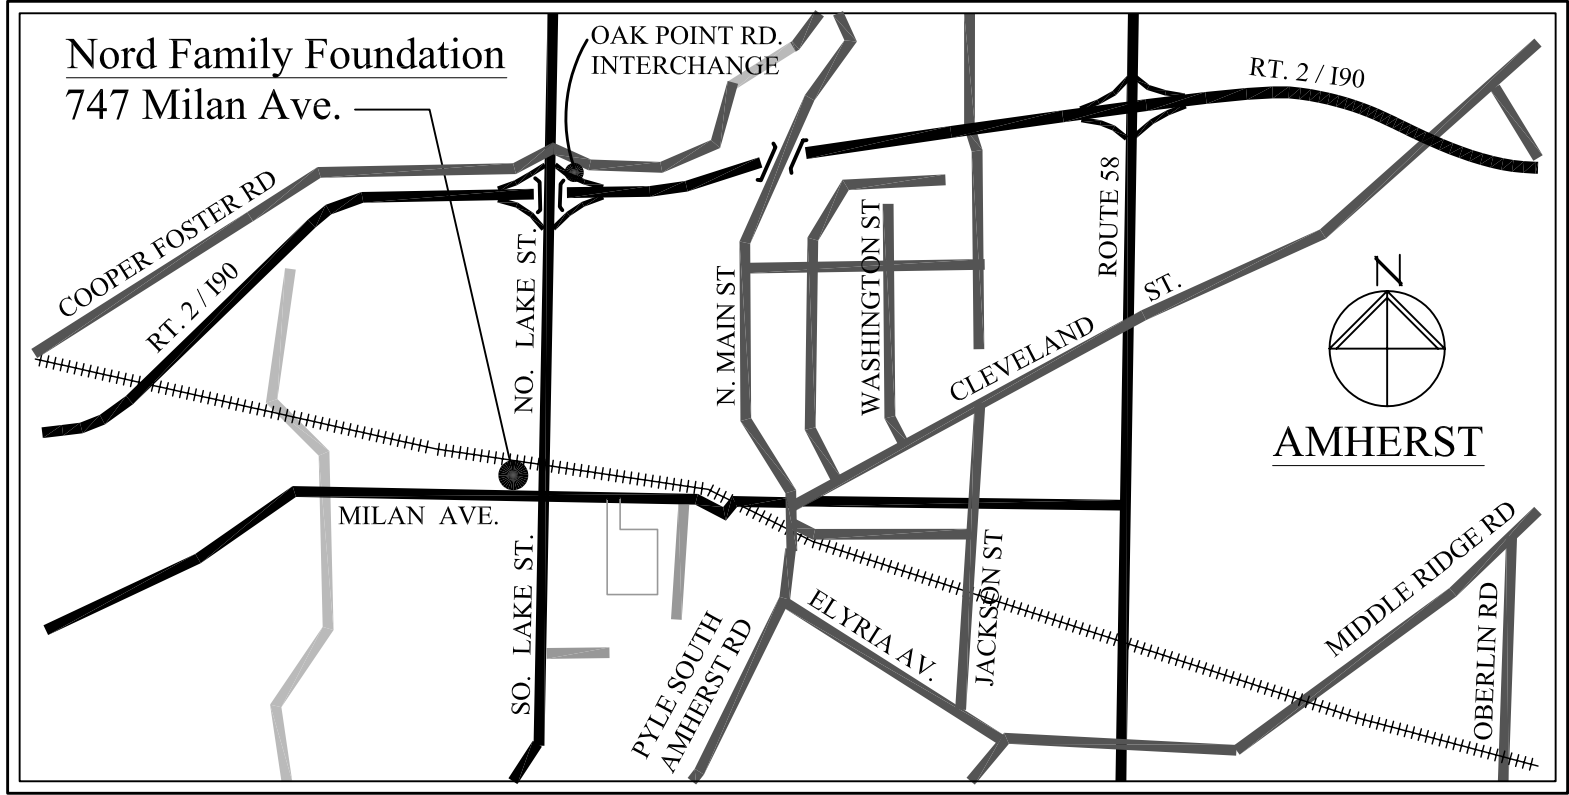 Nord Family Foundation
747 Milan Ave.
OAK POINT RD.
INTERCHANGE
RT. 2 / I90
COOPER FOSTER RD
RT. 2 / I90
NO. LAKE ST.
N. MAIN ST
WASHINGTON ST
ROUTE 58
CLEVELAND ST.
N
AMHERST
MILAN AVE.
SO. LAKE ST.
PYLE SOUTH
AMHERST RD
ELYRIA AV.
JACKSON ST
MIDDLE RIDGE RD
OBERLIN RD